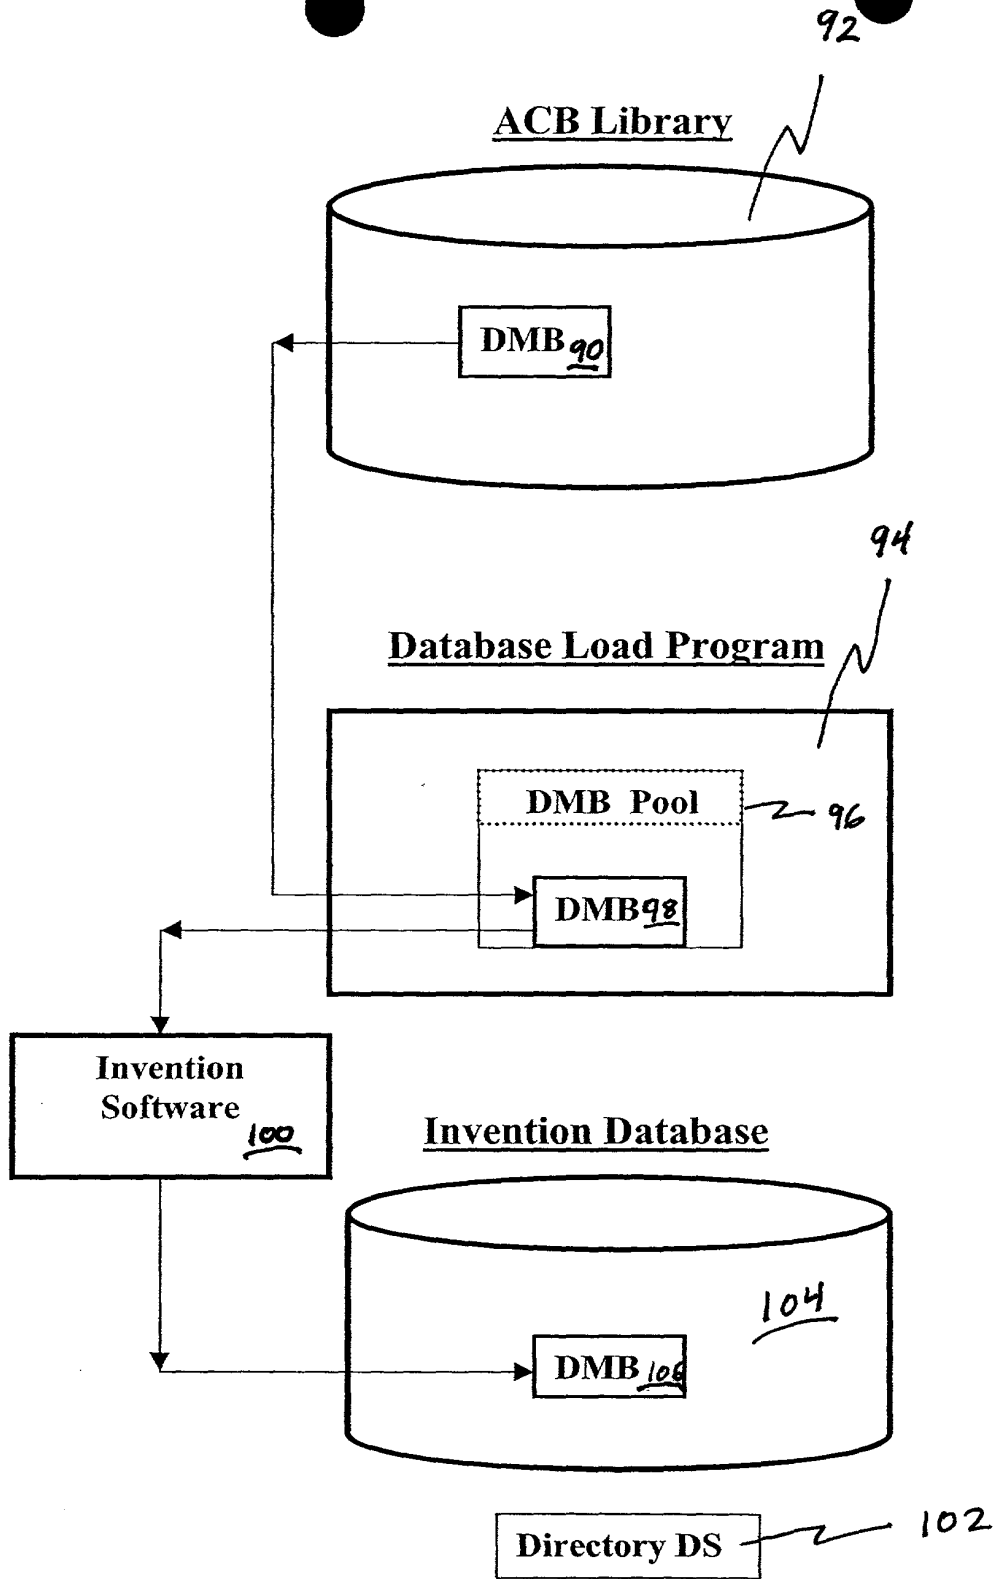 92
ACB Library
DMB 90
94
Database Load Program
DMB Pool
96
DMB 98
Invention
Software
100
Invention Database
104
DMB 106
Directory DS
102